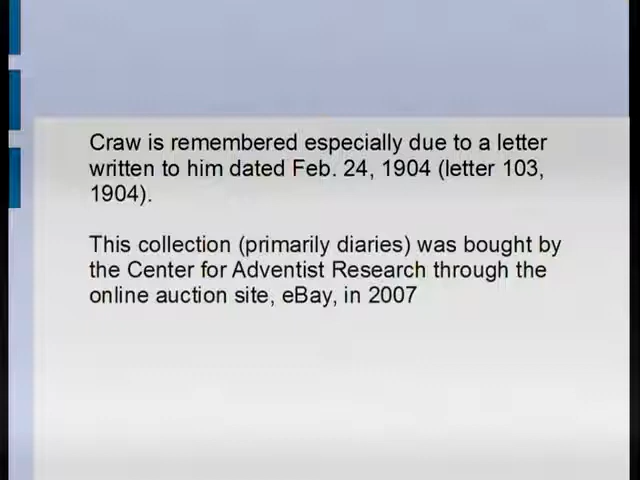 Craw is remembered especially due to a letter
written to him dated Feb. 24, 1904 (letter 103,
1904).
This collection (primarily diaries) was bought by
the Center for Adventist Research through the
online auction site, eBay, in 2007